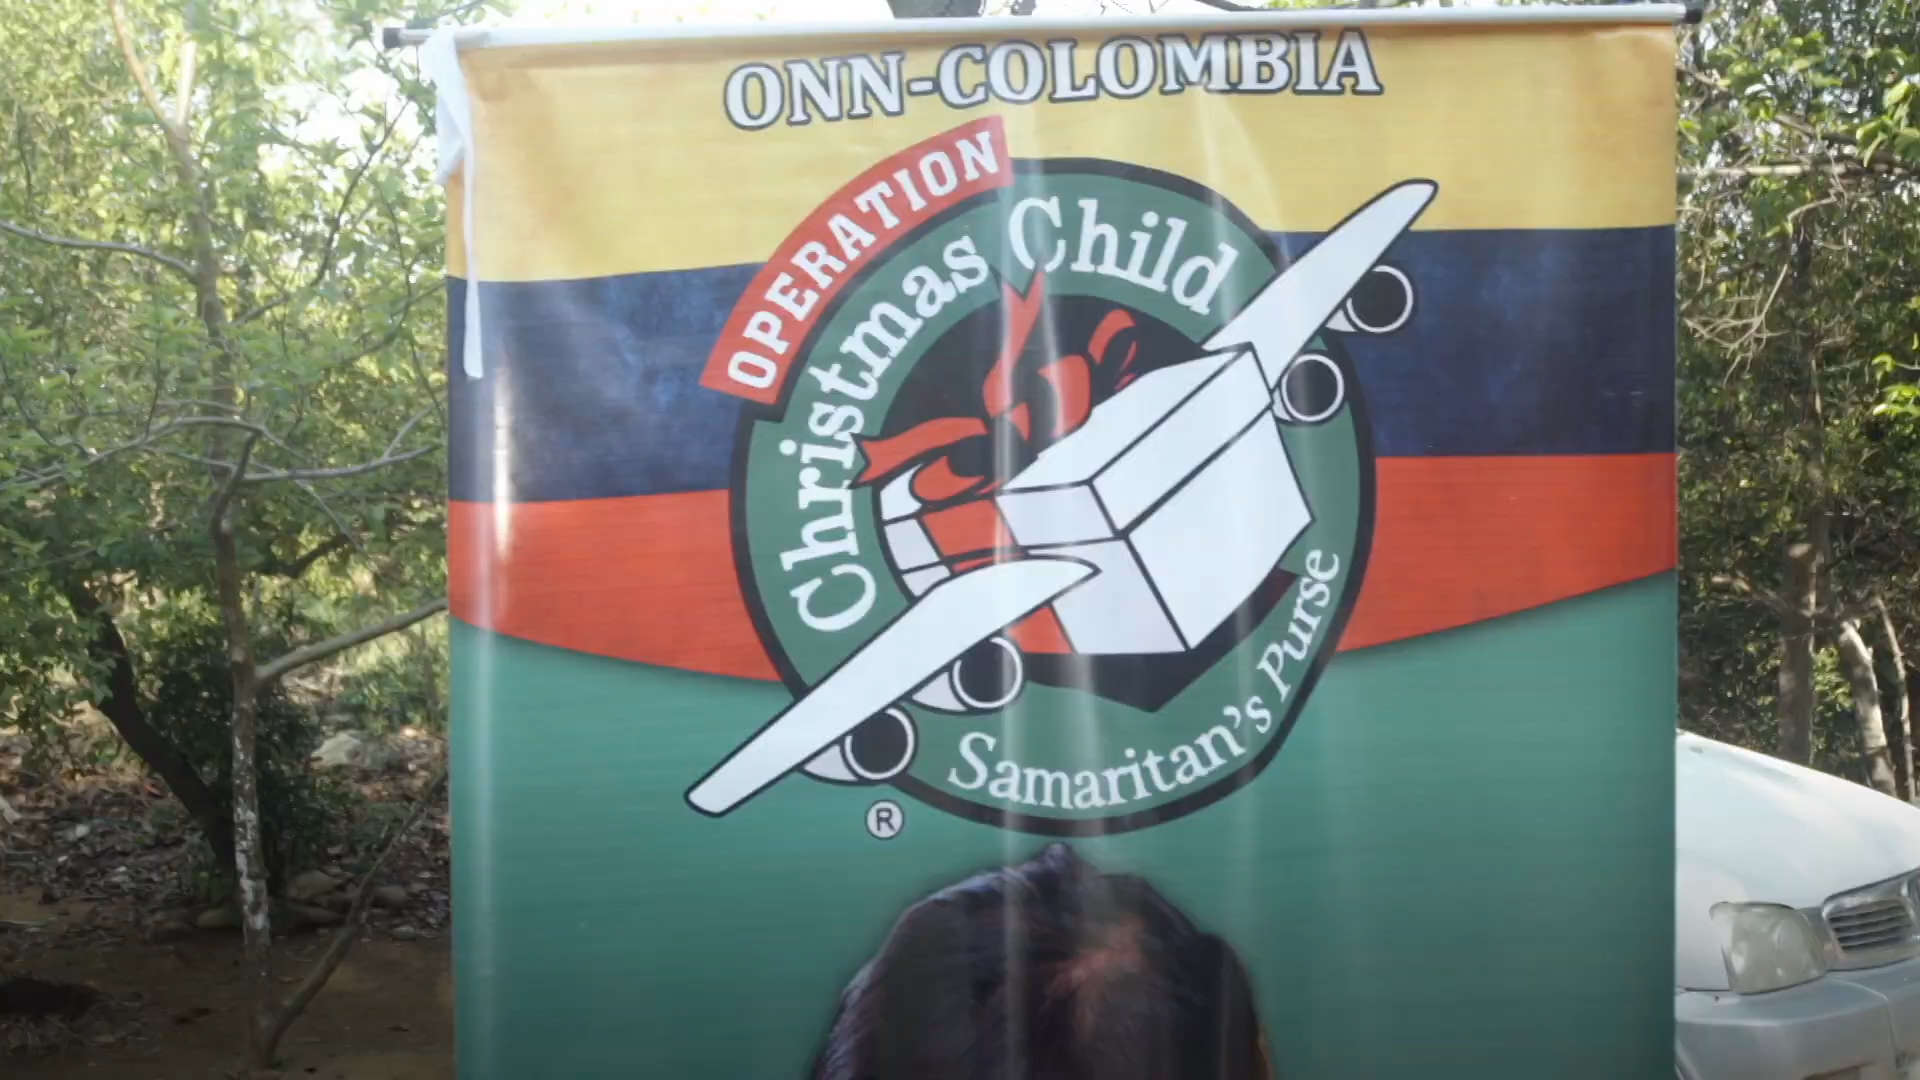 ONN-COLOMBIA
OPERATION
Christmas Child
Samaritan's Purse
®